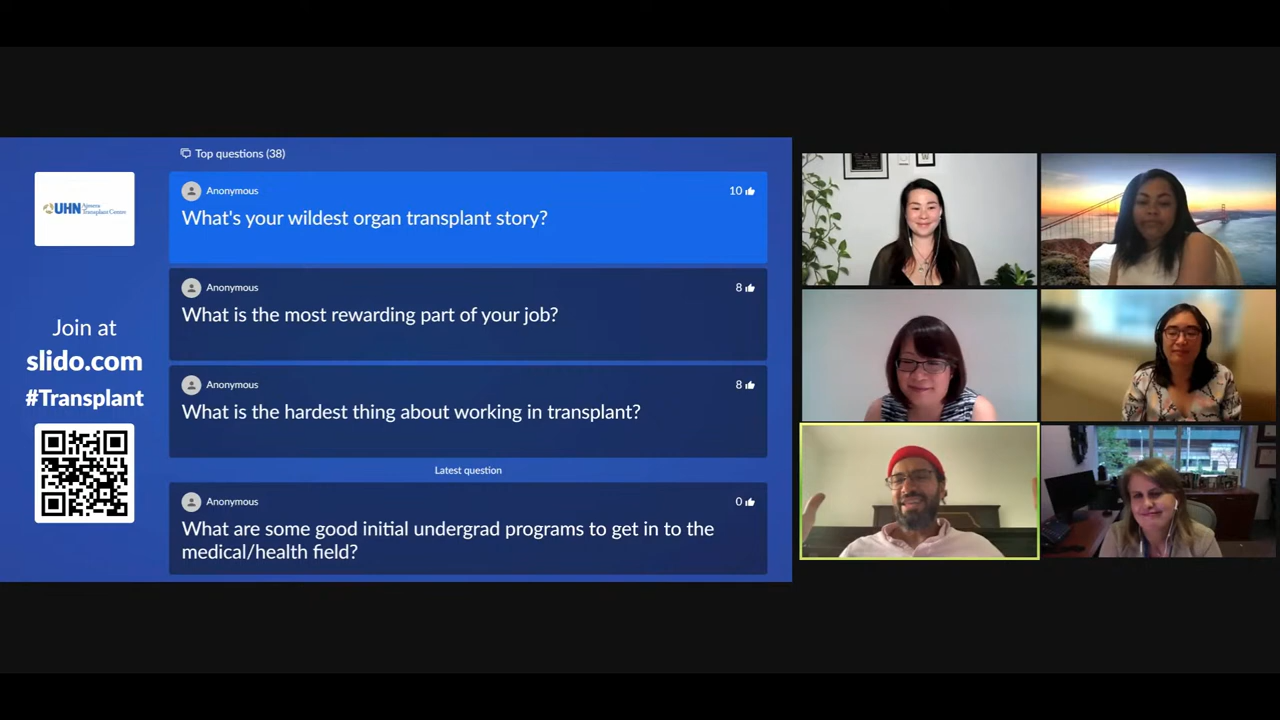 Top questions (38)
UHN Ajmera
Transplant Centre
Join at
slido.com
#Transplant
Anonymous
10
What's your wildest organ transplant story?
Anonymous
8
What is the most rewarding part of your job?
Anonymous
8
What is the hardest thing about working in transplant?
Latest question
Anonymous
0
What are some good initial undergrad programs to get in to the
medical/health field?